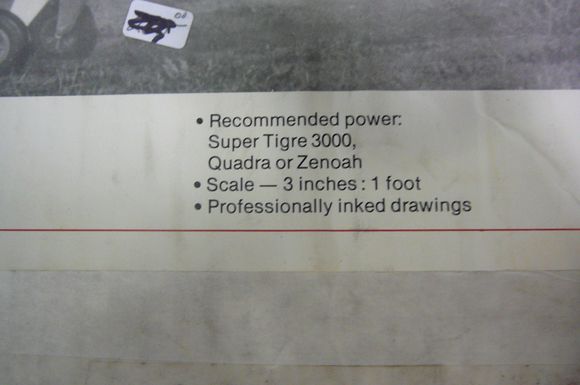 • Recommended power:
Super Tigre 3000,
Quadra or Zenoah
• Scale — 3 inches : 1 foot
• Professionally inked drawings